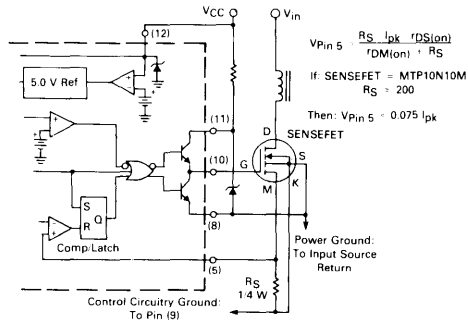 VCC
Vin
(12)
5.0 V Ref
VPin 5 = RS Ipk rDS(on)
rDM(on) + RS
If: SENSEFET = MTP10N10M
RS = 200
Then: VPin 5 = 0.075 Ipk
(11)
D
SENSEFET
(10)
G
S
M
K
S
Q
R
Comp/Latch
(8)
(5)
Power Ground:
To Input Source
Return
RS
1/4 W
Control Circuitry Ground:
To Pin (9)